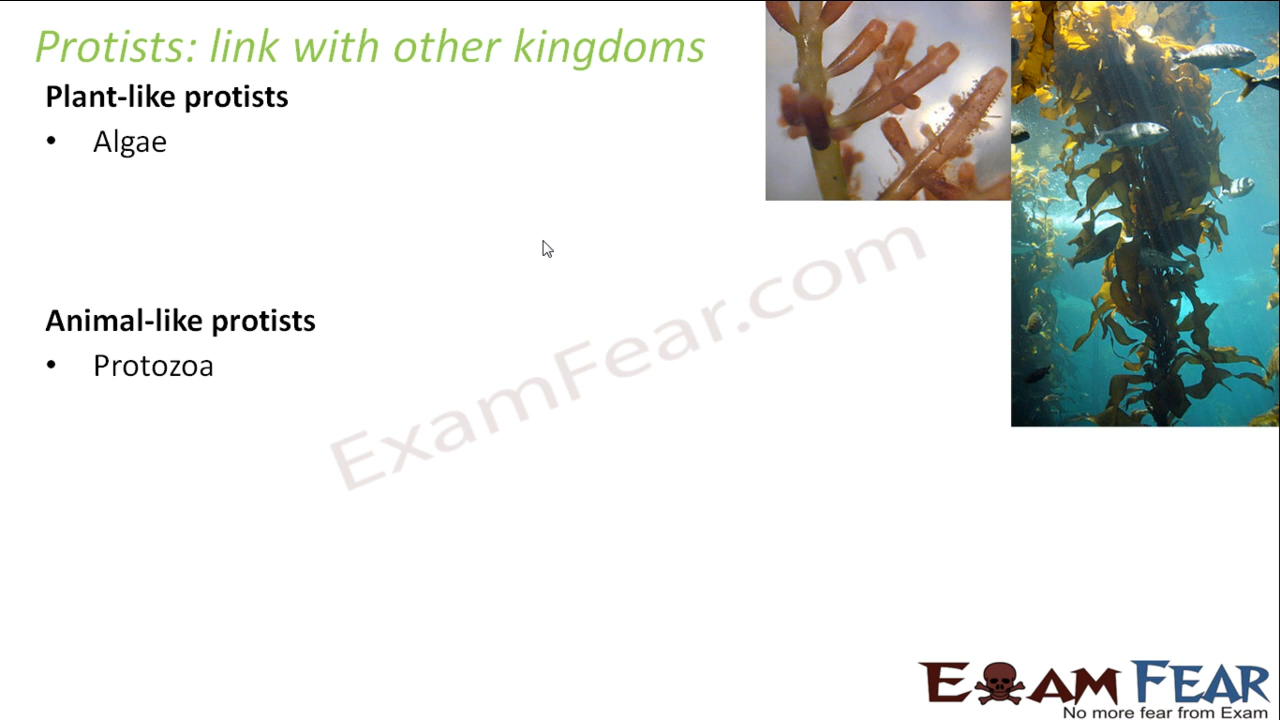 Protists: link with other kingdoms
Plant-like protists
• Algae
Animal-like protists
• Protozoa
ExamFear.com
EXAM FEAR
No more fear from Exam